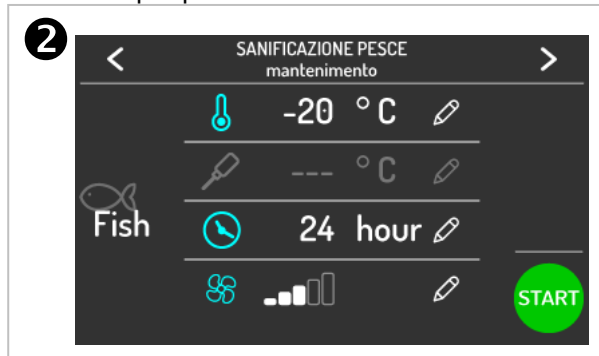 2
SANIFICAZIONE PESCE
mantenimento
-20 °C
--- °C
Fish
24 hour
START